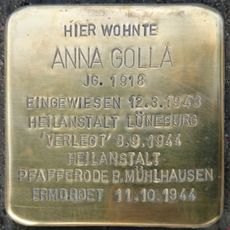 HIER WOHNTE
ANNA GOLLA
JG. 1918
EINGEWIESEN 12.3.1943
HEILANSTALT LÜNEBURG
'VERLEGT' 9.9.1944
HEILANSTALT
PFAFFERODE B. MÜHLHAUSEN
ERMORDET 11.10.1944